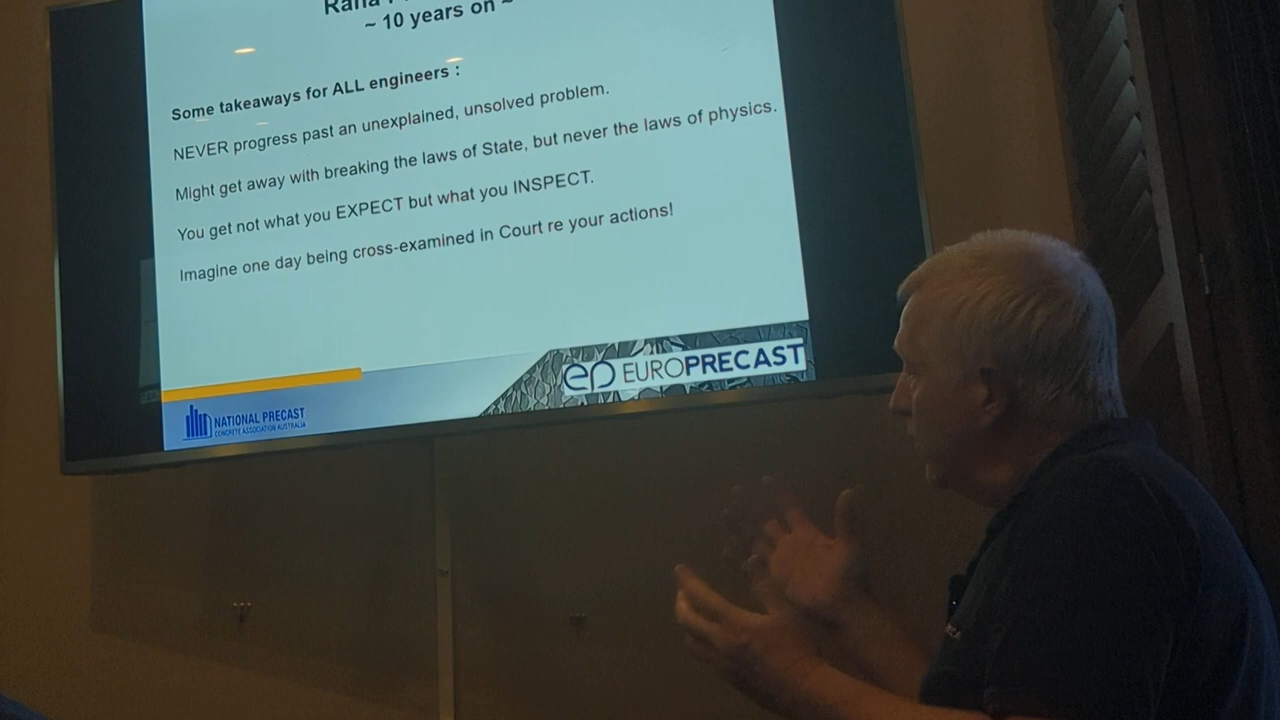 ~ 10 years on ~
Some takeaways for ALL engineers :
NEVER progress past an unexplained, unsolved problem.
Might get away with breaking the laws of State, but never the laws of physics.
You get not what you EXPECT but what you INSPECT.
Imagine one day being cross-examined in Court re your actions!
ep EUROPRECAST
NATIONAL PRECAST
CONCRETE ASSOCIATION AUSTRALIA